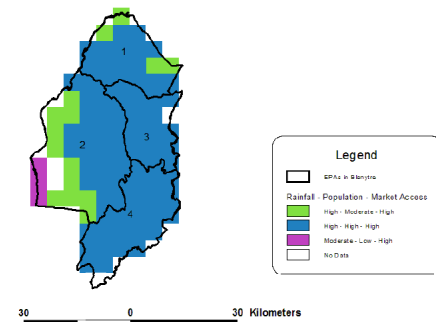 1
2
3
4
Legend
EPAs in Blantyre
Rainfall - Population - Market Access
High - Moderate - High
High - High - High
Moderate - Low - High
No Data
30 0 30 Kilometers